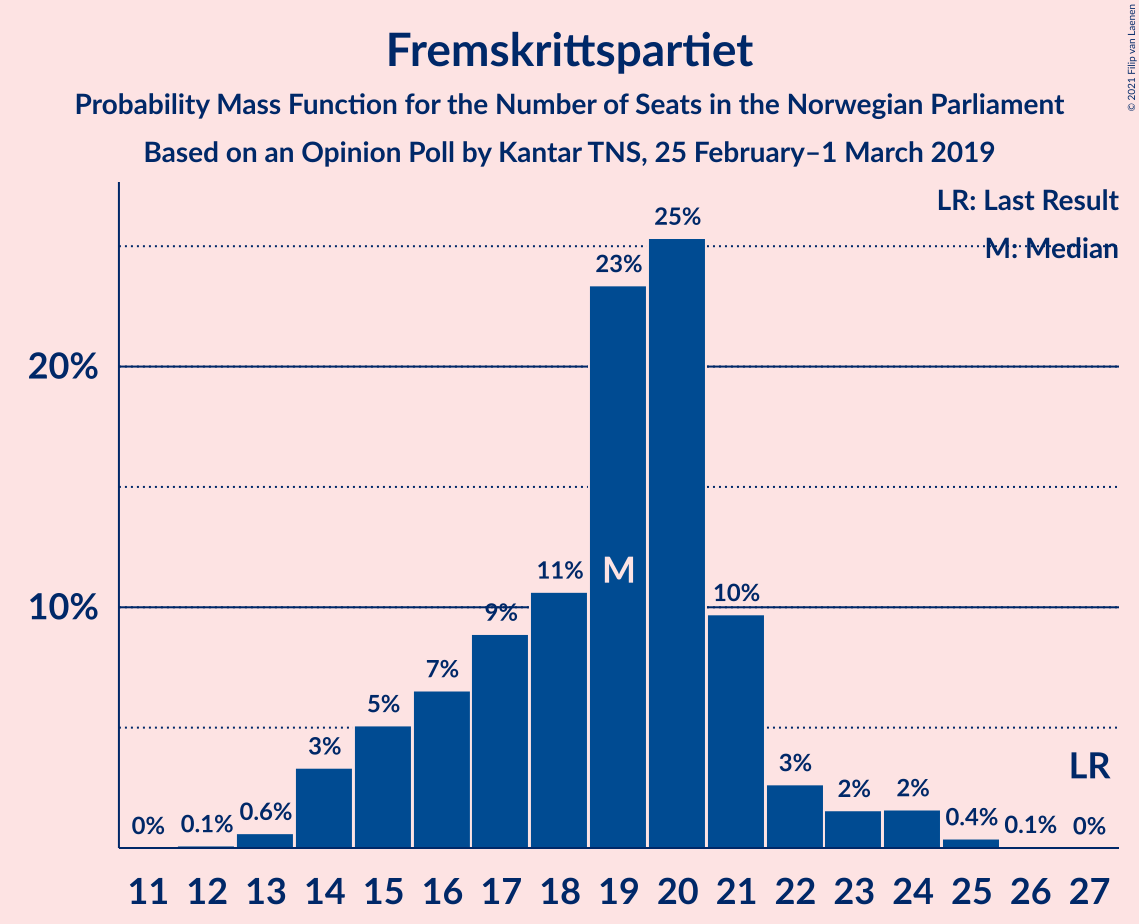 Fremskrittspartiet
Probability Mass Function for the Number of Seats in the Norwegian Parliament
Based on an Opinion Poll by Kantar TNS, 25 February–1 March 2019
© 2021 Filip van Laenen
LR: Last Result
M: Median
20%
10%
0%
0.1%
0.6%
3%
5%
7%
9%
11%
23%
25%
10%
3%
2%
2%
0.4%
0.1%
0%
M
LR
11 12 13 14 15 16 17 18 19 20 21 22 23 24 25 26 27